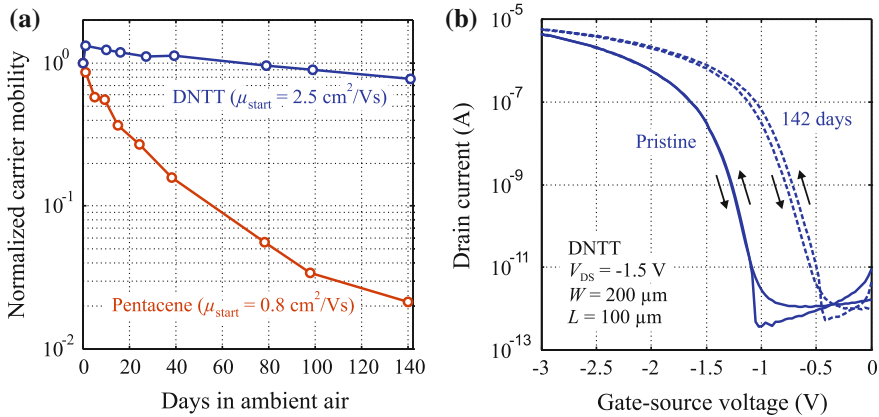 (a)
Normalized carrier mobility
10⁰
10⁻¹
10⁻²
DNTT (μstart = 2.5 cm²/Vs)
Pentacene (μstart = 0.8 cm²/Vs)
0 20 40 60 80 100 120 140
Days in ambient air
(b)
Drain current (A)
10⁻⁵
10⁻⁷
10⁻⁹
10⁻¹¹
10⁻¹³
142 days
Pristine
DNTT
VDS = -1.5 V
W = 200 μm
L = 100 μm
-3 -2.5 -2 -1.5 -1 -0.5 0
Gate-source voltage (V)